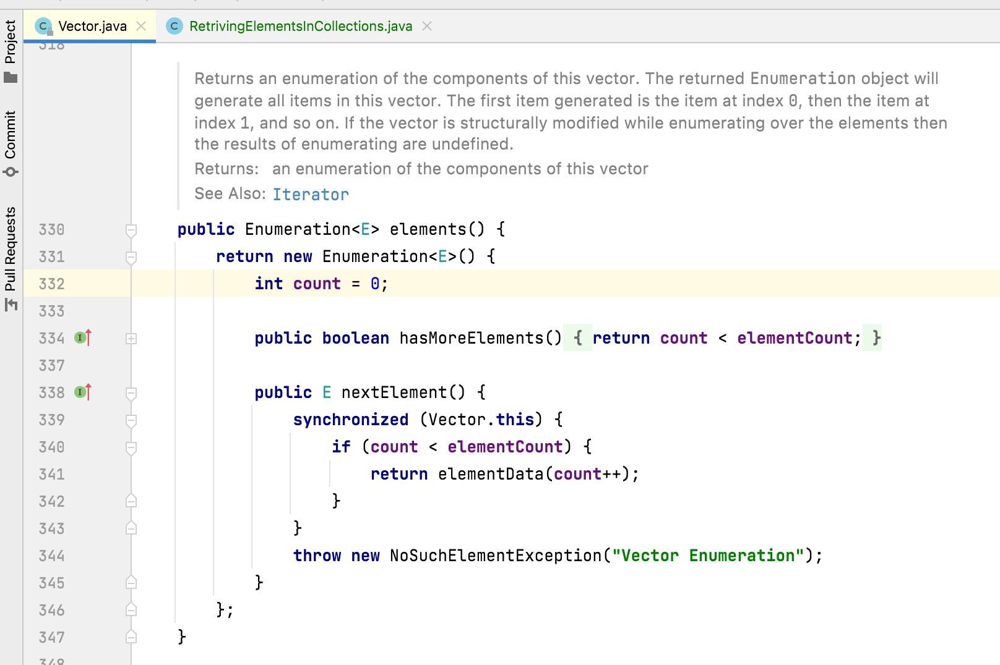 Vector.java
RetrivingElementsInCollections.java
Project
Commit
Pull Requests
318
Returns an enumeration of the components of this vector. The returned Enumeration object will
generate all items in this vector. The first item generated is the item at index 0, then the item at
index 1, and so on. If the vector is structurally modified while enumerating over the elements then
the results of enumerating are undefined.
Returns: an enumeration of the components of this vector
See Also: Iterator
330 public Enumeration<E> elements() {
331 return new Enumeration<E>() {
332 int count = 0;
333
334 public boolean hasMoreElements() { return count < elementCount; }
337
338 public E nextElement() {
339 synchronized (Vector.this) {
340 if (count < elementCount) {
341 return elementData(count++);
342 }
343 }
344 throw new NoSuchElementException("Vector Enumeration");
345 }
346 };
347 }
348